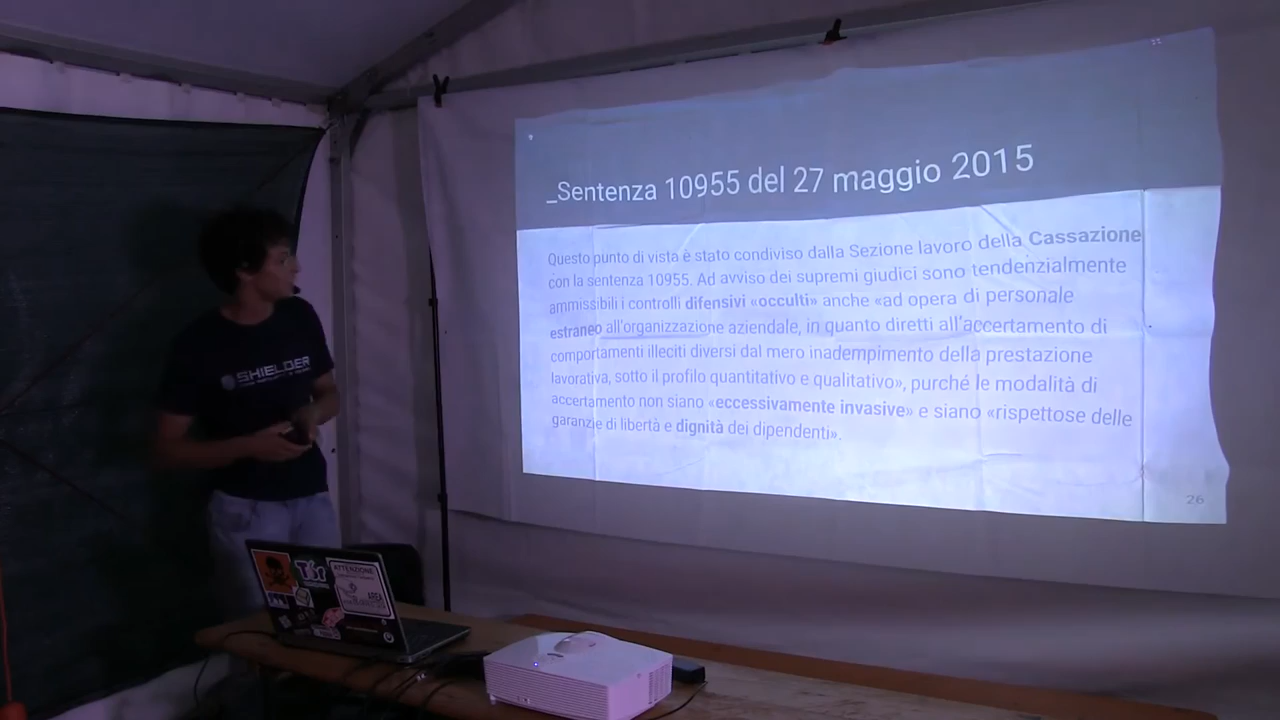 _Sentenza 10955 del 27 maggio 2015
Questo punto di vista è stato condiviso dalla Sezione lavoro della Cassazione
con la sentenza 10955. Ad avviso dei supremi giudici sono tendenzialmente
ammissibili i controlli difensivi «occulti» anche «ad opera di personale
estraneo all'organizzazione aziendale, in quanto diretti all'accertamento di
comportamenti illeciti diversi dal mero inadempimento della prestazione
lavorativa, sotto il profilo quantitativo e qualitativo», purché le modalità di
accertamento non siano «eccessivamente invasive» e siano «rispettose delle
garanzie di libertà e dignità dei dipendenti».
26
SHIELDER
Tor
ATTENZIONE
AREA